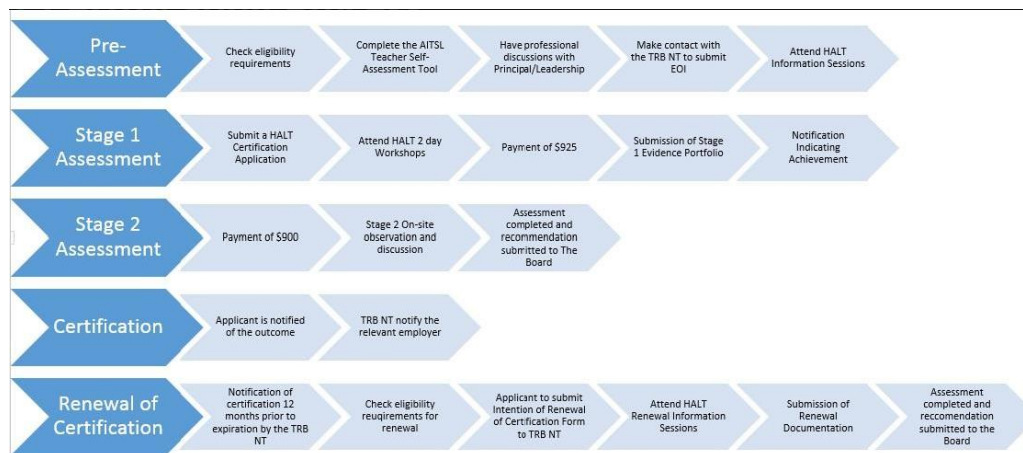 Pre-
Assessment
Check eligibility
requirements
Complete the AITSL
Teacher Self-
Assessment Tool
Have professional
discussions with
Principal/Leadership
Make contact with
the TRB NT to submit
EOI
Attend HALT
Information Sessions
Stage 1
Assessment
Submit a HALT
Certification
Application
Attend HALT 2 day
Workshops
Payment of $925
Submission of Stage
1 Evidence Portfolio
Notification
Indicating
Achievement
Stage 2
Assessment
Payment of $900
Stage 2 On-site
observation and
discussion
Assessment
completed and
recommendation
submitted to The
Board
Certification
Applicant is notified
of the outcome
TRB NT notify the
relevant employer
Renewal of
Certification
Notification of
certification 12
months prior to
expiration by the TRB
NT
Check eligibility
reuqirements for
renewal
Applicant to submit
Intention of Renewal
of Certification Form
to TRB NT
Attend HALT
Renewal Information
Sessions
Submission of
Renewal
Documentation
Assessment
completed and
reccomendation
submitted to the
Board